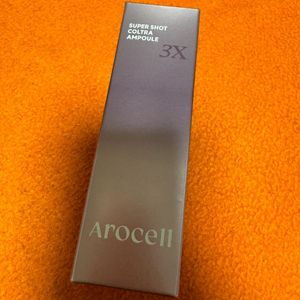 SUPER SHOT
COLTRA
AMPOULE
3X
Arocell